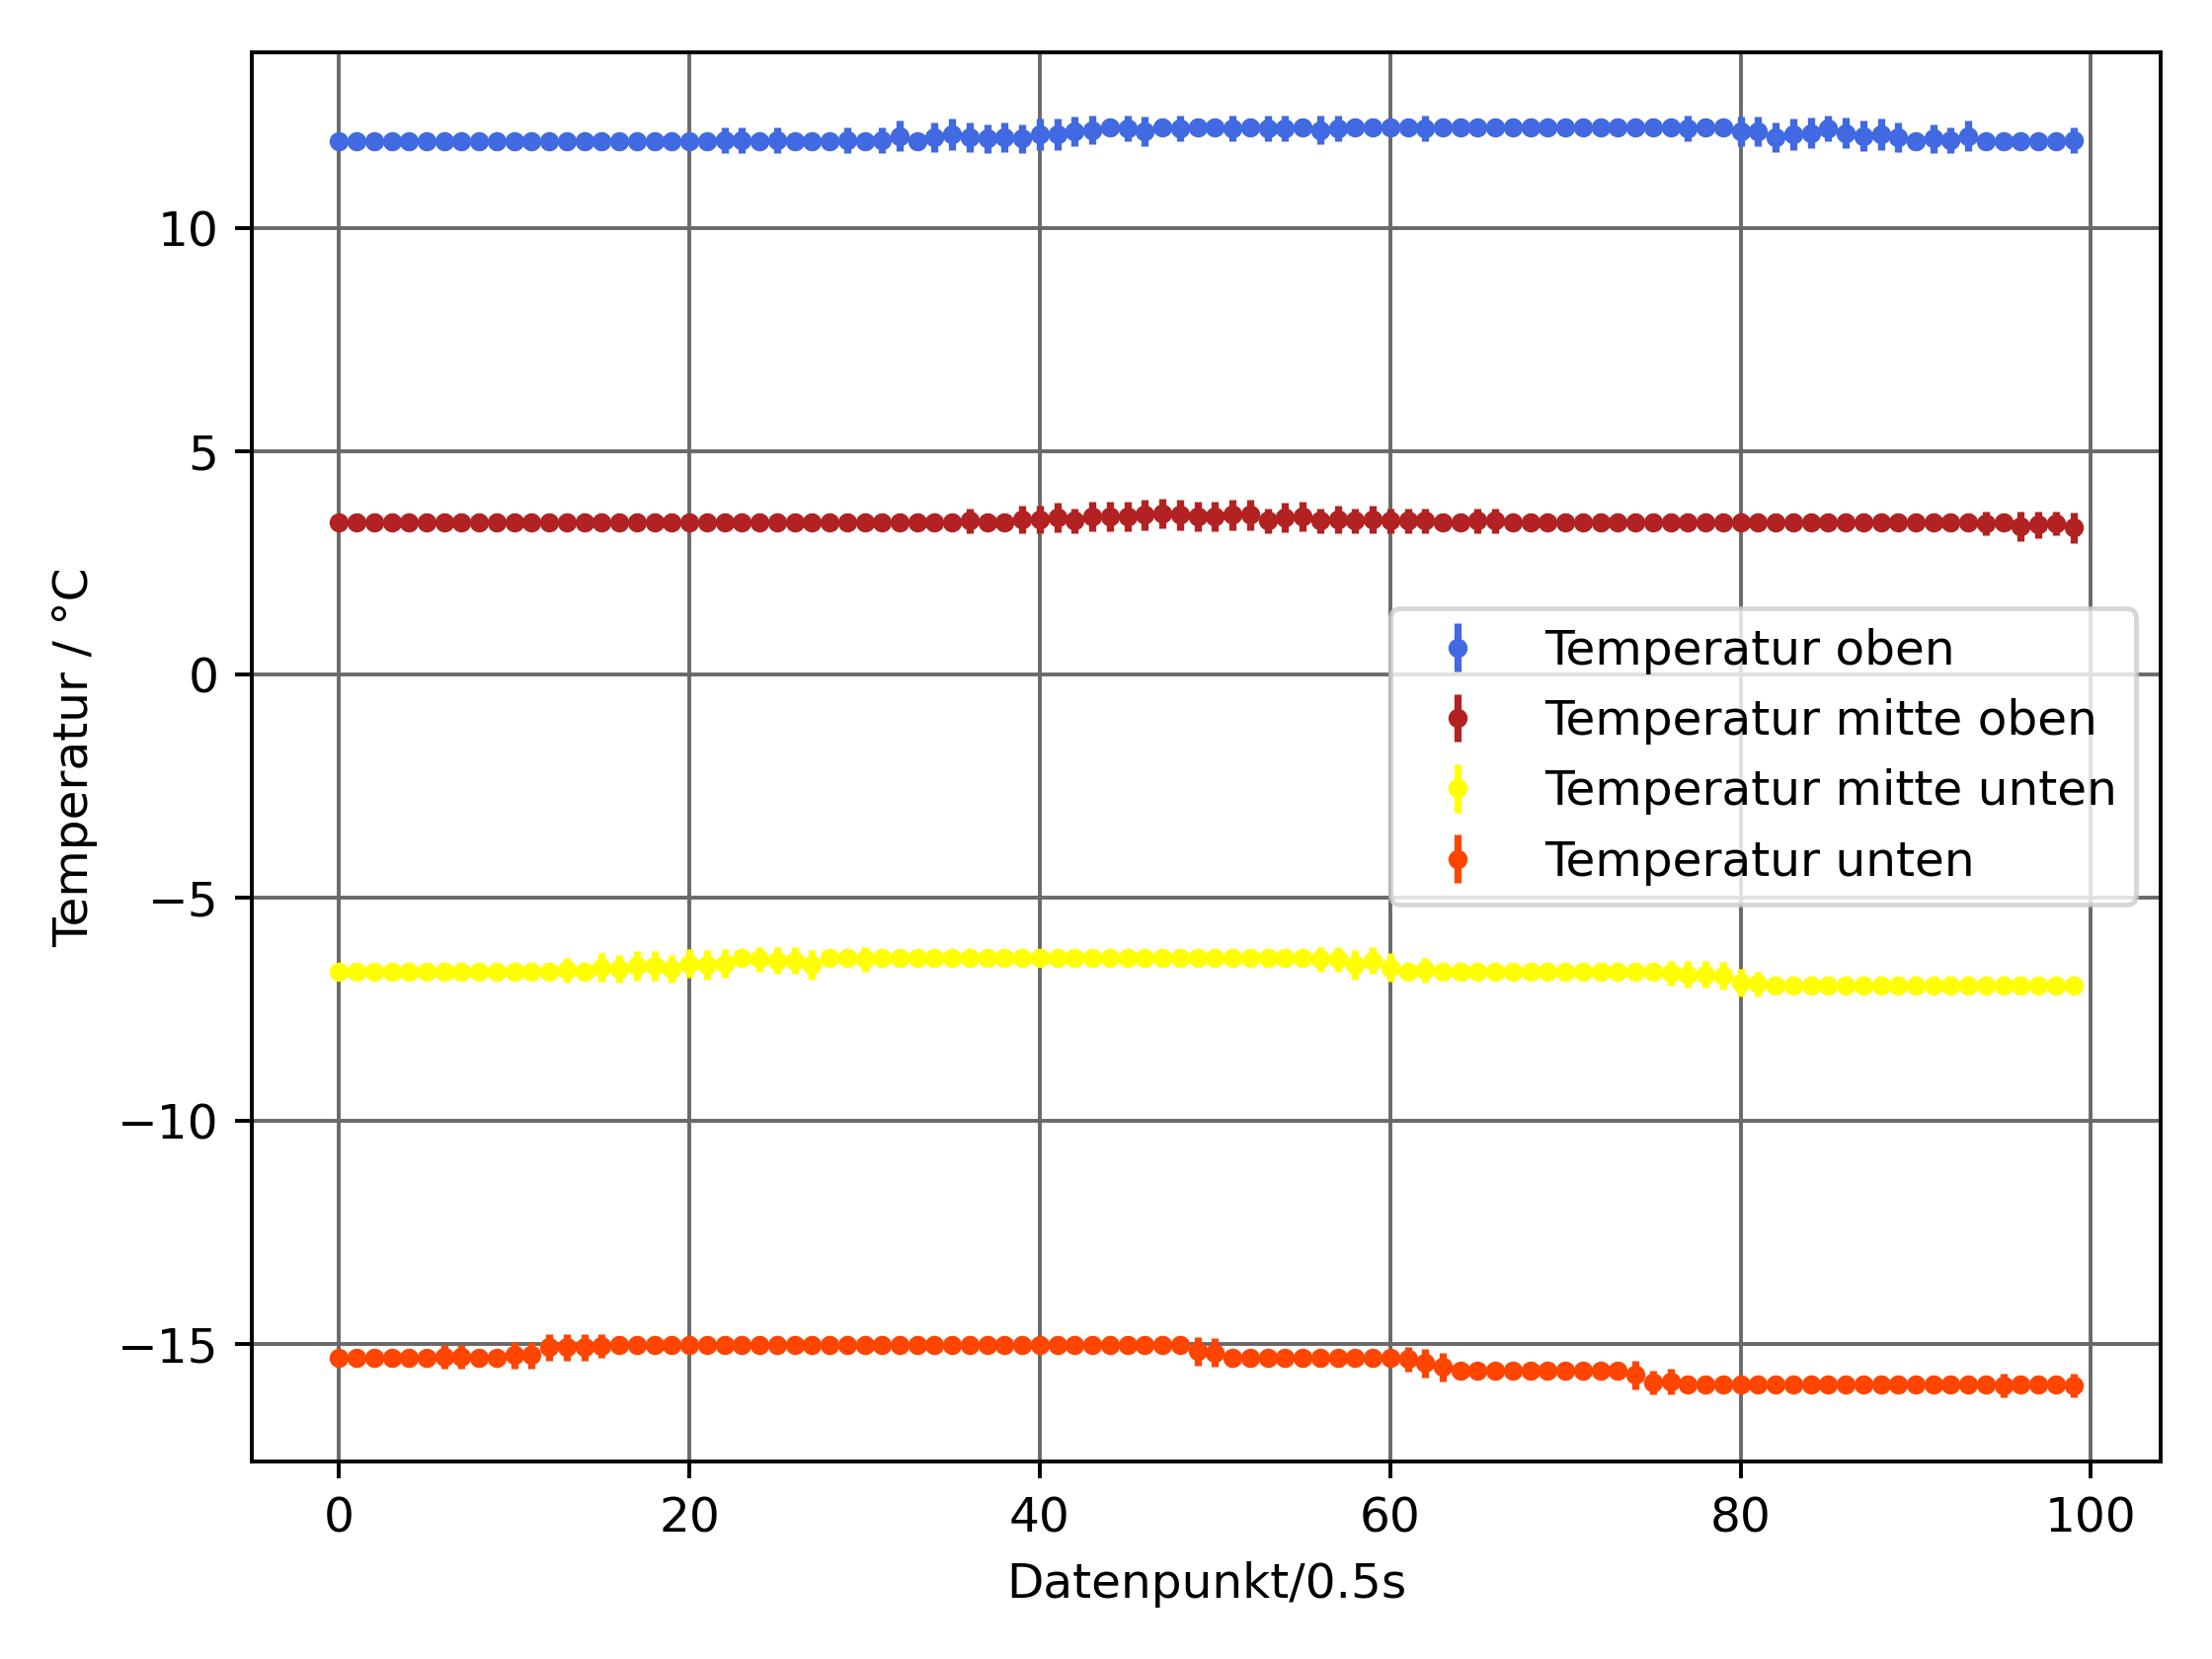 10
5
0
−5
−10
−15
Temperatur / °C
Temperatur oben
Temperatur mitte oben
Temperatur mitte unten
Temperatur unten
0 20 40 60 80 100
Datenpunkt/0.5s